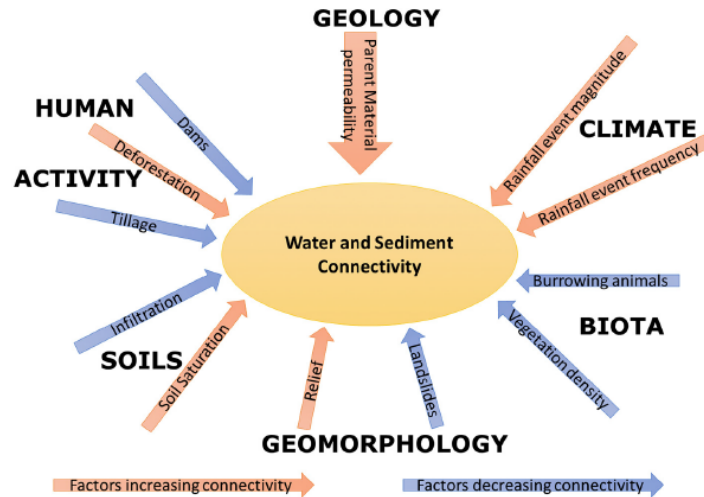 GEOLOGY
Parent Material
permeability
HUMAN
ACTIVITY
Dams
Deforestation
Tillage
CLIMATE
Rainfall event magnitude
Rainfall event frequency
Water and Sediment
Connectivity
Infiltration
SOILS
Soil Saturation
Burrowing animals
BIOTA
Vegetation density
Relief
Landslides
GEOMORPHOLOGY
Factors increasing connectivity
Factors decreasing connectivity